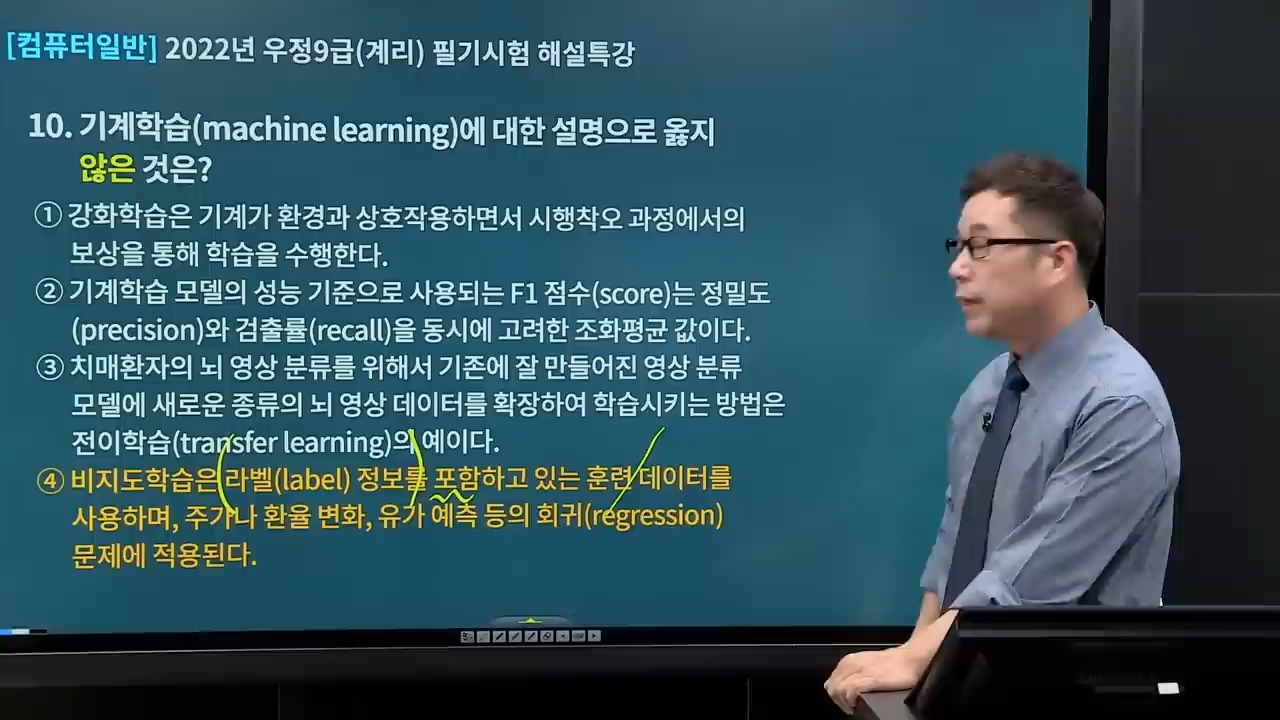 [컴퓨터일반] 2022년 우정9급(계리) 필기시험 해설특강
10. 기계학습(machine learning)에 대한 설명으로 옳지
않은 것은?
① 강화학습은 기계가 환경과 상호작용하면서 시행착오 과정에서의
보상을 통해 학습을 수행한다.
② 기계학습 모델의 성능 기준으로 사용되는 F1 점수(score)는 정밀도
(precision)와 검출률(recall)을 동시에 고려한 조화평균 값이다.
③ 치매환자의 뇌 영상 분류를 위해서 기존에 잘 만들어진 영상 분류
모델에 새로운 종류의 뇌 영상 데이터를 확장하여 학습시키는 방법은
전이학습(transfer learning)의 예이다.
④ 비지도학습은 라벨(label) 정보를 포함하고 있는 훈련 데이터를
사용하며, 주가나 환율 변화, 유가 예측 등의 회귀(regression)
문제에 적용된다.